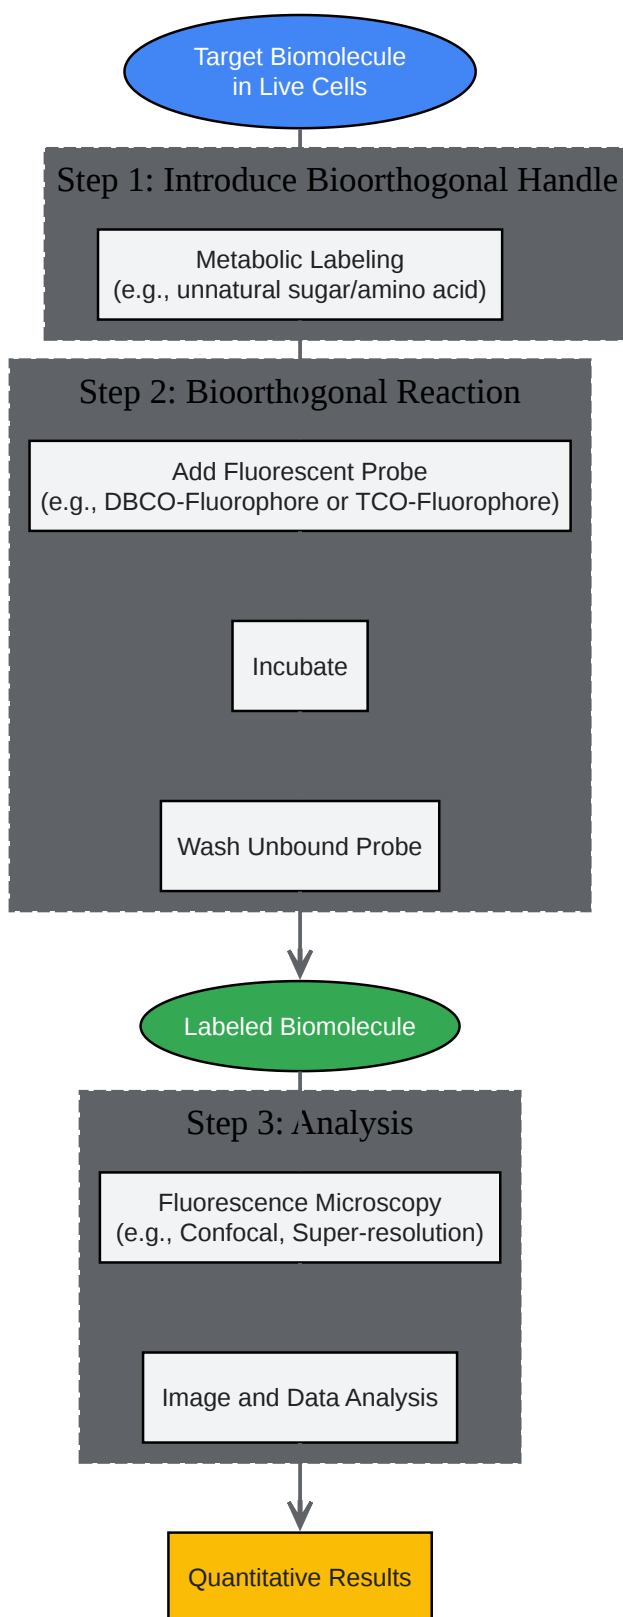 Target Biomolecule
in Live Cells
Step 1: Introduce Bioorthogonal Handle
Metabolic Labeling
(e.g., unnatural sugar/amino acid)
Step 2: Bioorthogonal Reaction
Add Fluorescent Probe
(e.g., DBCO-Fluorophore or TCO-Fluorophore)
Incubate
Wash Unbound Probe
Labeled Biomolecule
Step 3: Analysis
Fluorescence Microscopy
(e.g., Confocal, Super-resolution)
Image and Data Analysis
Quantitative Results